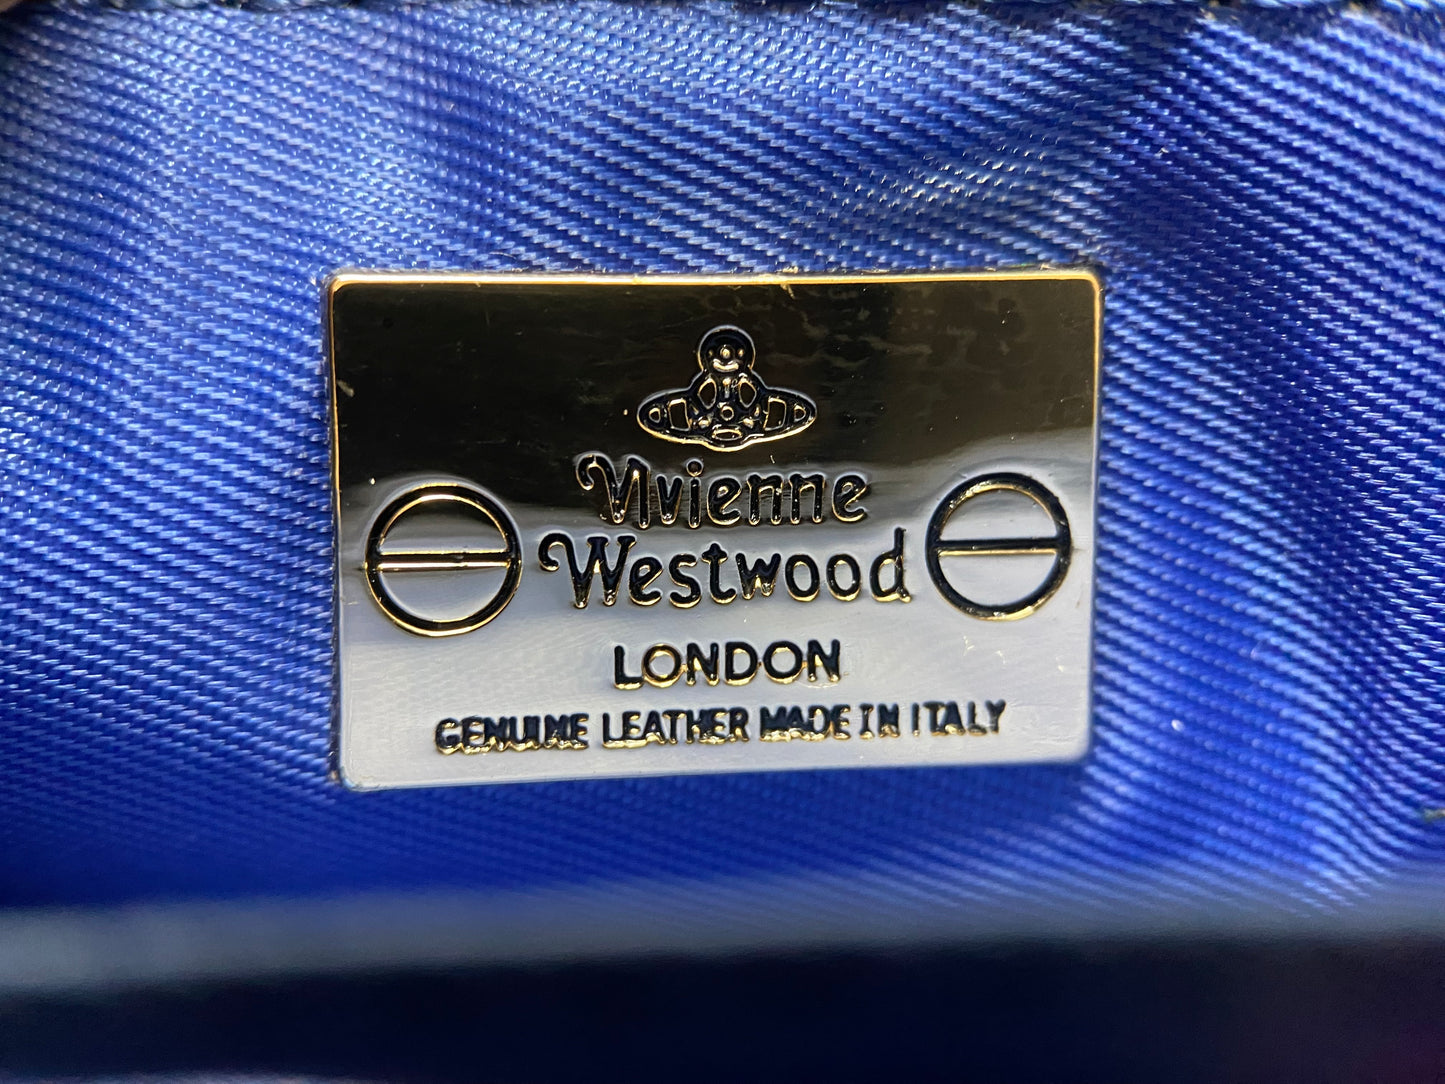 Vivienne
Westwood
LONDON
GENUINE LEATHER MADE IN ITALY